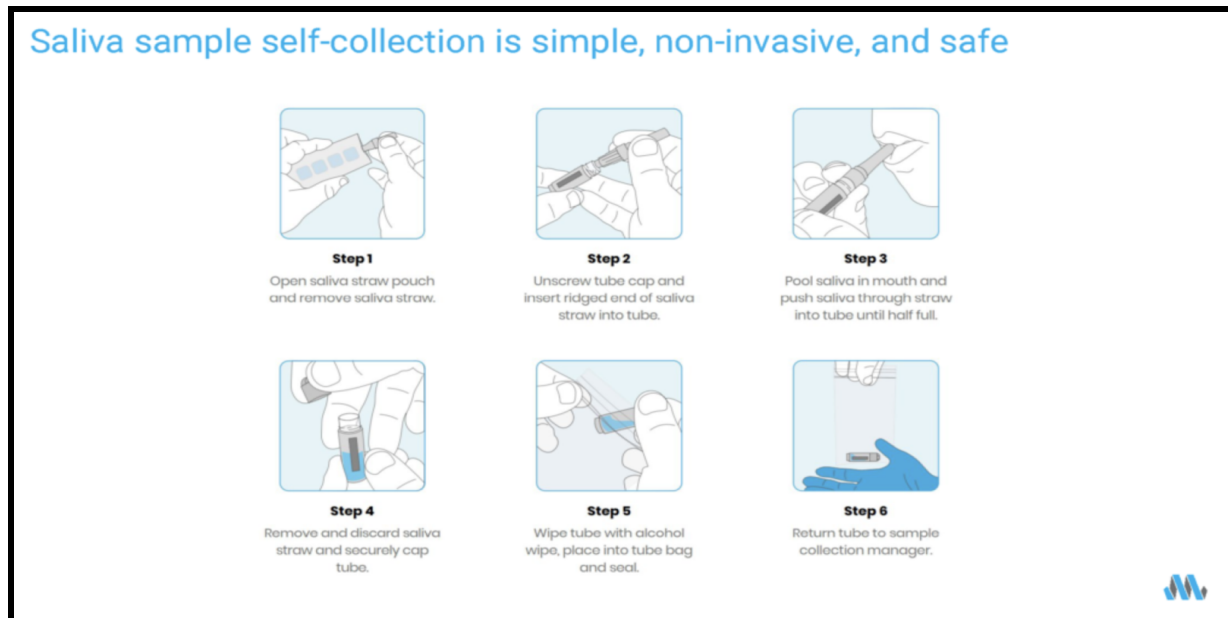 Saliva sample self-collection is simple, non-invasive, and safe
Step 1
Open saliva straw pouch
and remove saliva straw.
Step 2
Unscrew tube cap and
insert ridged end of saliva
straw into tube.
Step 3
Pool saliva in mouth and
push saliva through straw
into tube until half full.
Step 4
Remove and discard saliva
straw and securely cap
tube.
Step 5
Wipe tube with alcohol
wipe, place into tube bag
and seal.
Step 6
Return tube to sample
collection manager.